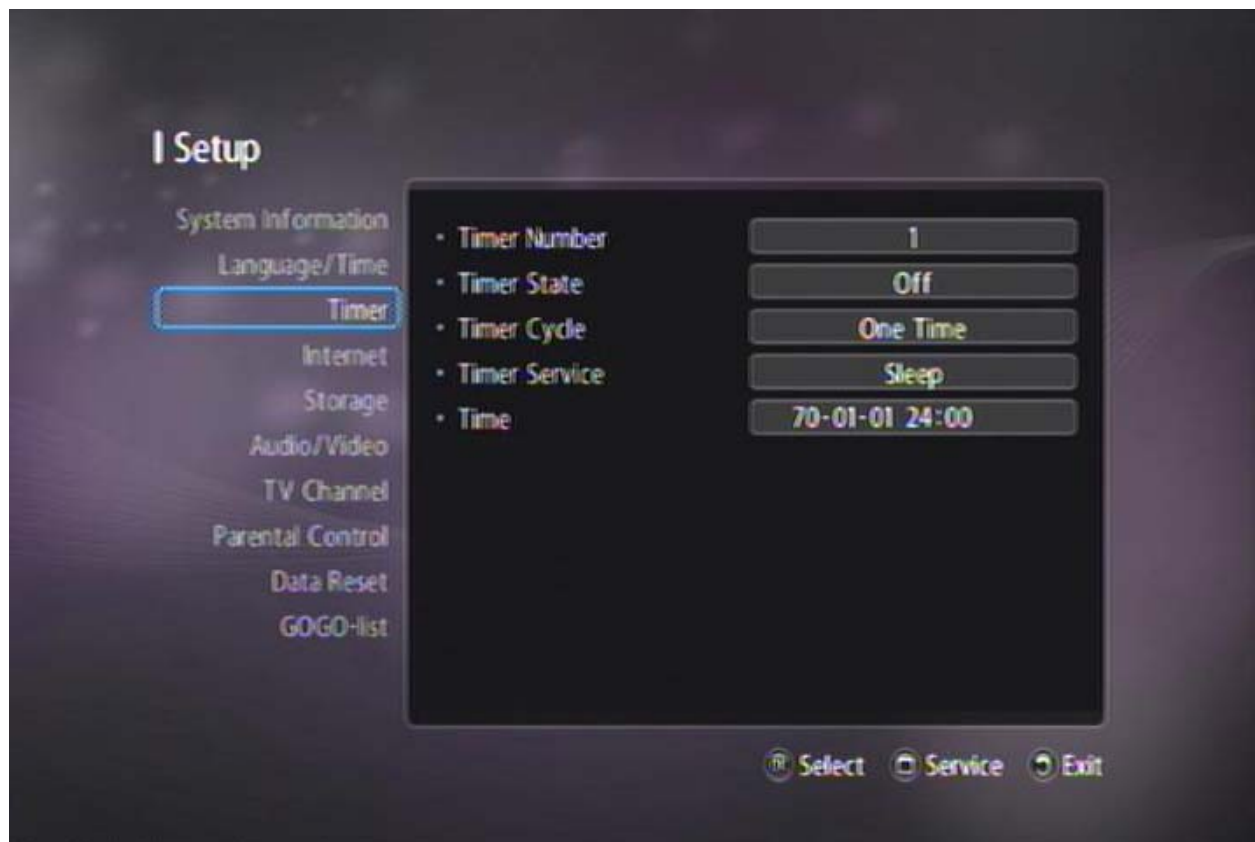 Setup
System Information
Language/Time
Timer
Internet
Storage
Audio/Video
TV Channel
Parental Control
Data Reset
GOGO-list
· Timer Number 1
· Timer State Off
· Timer Cycle One Time
· Timer Service Sleep
· Time 70-01-01 24:00
Select Service Exit